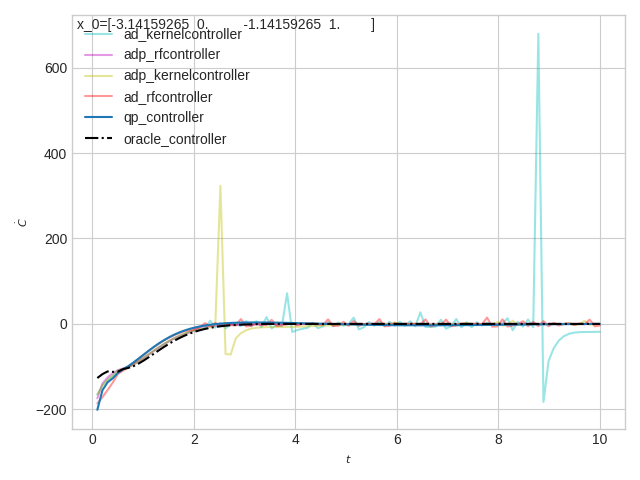 x_0=[-3.14159265 0. -1.14159265 1. ]
ad_kernelcontroller
adp_rfcontroller
adp_kernelcontroller
ad_rfcontroller
qp_controller
oracle_controller
600
400
200
0
−200
Ċ
0 2 4 6 8 10
t